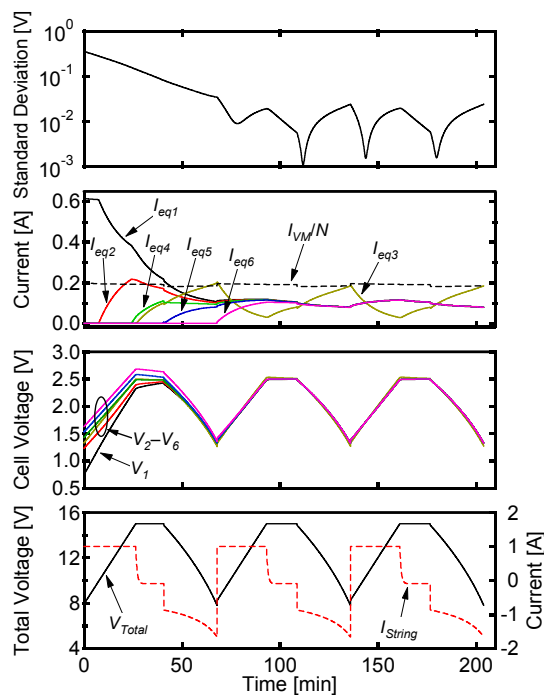 Standard Deviation [V]
10^0
10^-1
10^-2
10^-3
Current [A]
0.6
0.4
0.2
0.0
I_eq1
I_eq2
I_eq4
I_eq5
I_eq6
I_VM/N
I_eq3
Cell Voltage [V]
3.0
2.5
2.0
1.5
1.0
0.5
V_2–V_6
V_1
Total Voltage [V]
16
12
8
4
V_Total
I_String
2
1
0
-1
-2
Current [A]
0 50 100 150 200
Time [min]